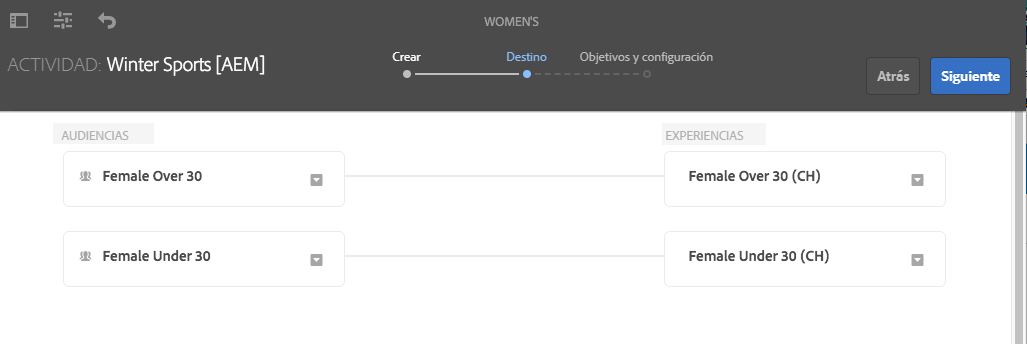 WOMEN'S
ACTIVIDAD: Winter Sports [AEM]
Crear
Destino
Objetivos y configuración
Atrás
Siguiente
AUDIENCIAS
EXPERIENCIAS
Female Over 30
Female Over 30 (CH)
Female Under 30
Female Under 30 (CH)